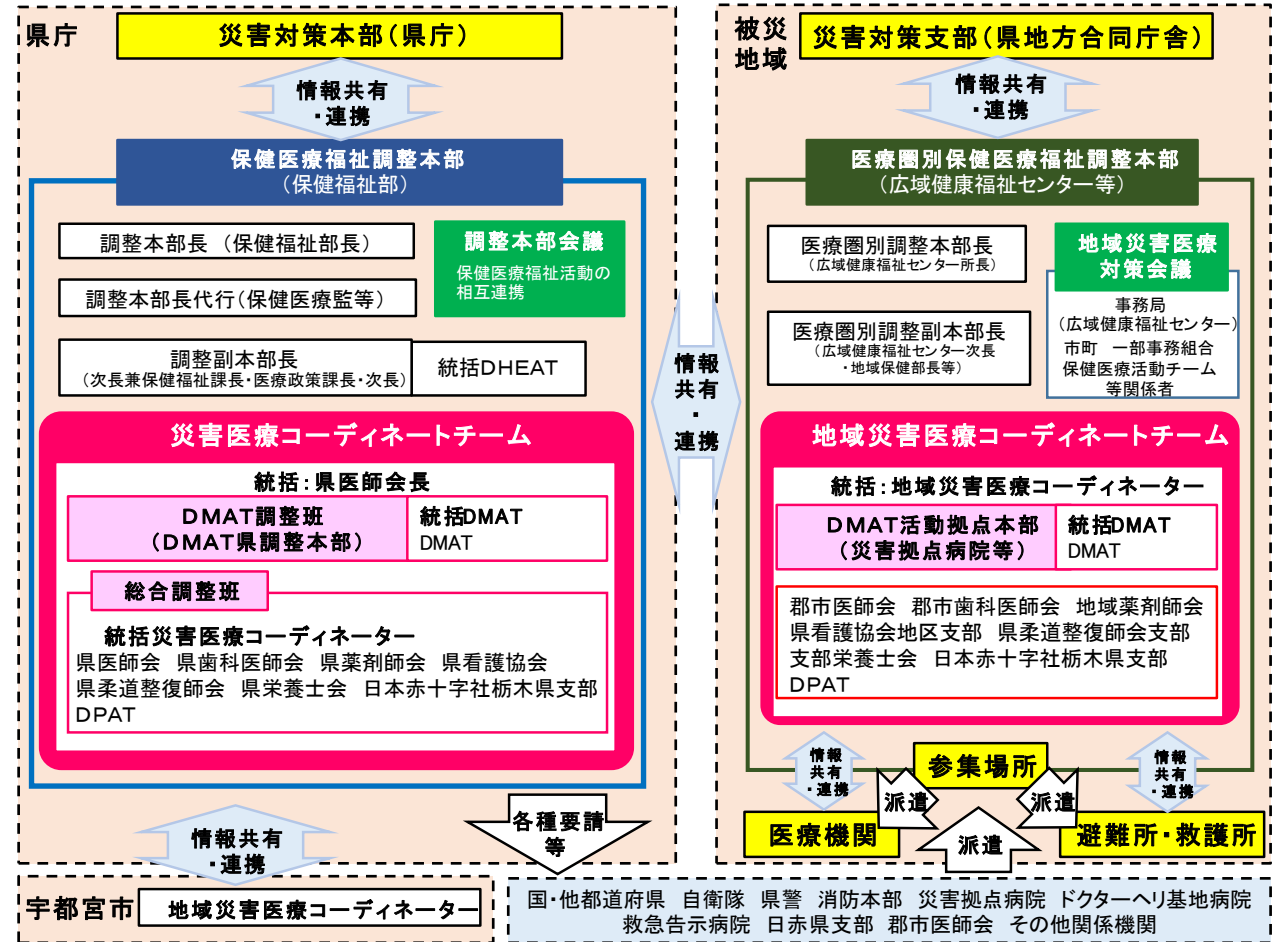 県庁
災害対策本部(県庁)
情報共有
・連携
保健医療福祉調整本部
(保健福祉部)
調整本部長 (保健福祉部長)
調整本部長代行(保健医療監等)
調整副本部長
(次長兼保健福祉課長・医療政策課長・次長)
統括DHEAT
調整本部会議
保健医療福祉活動の
相互連携
災害医療コーディネートチーム
統括:県医師会長
DMAT調整班
(DMAT県調整本部)
統括DMAT
DMAT
総合調整班
統括災害医療コーディネーター
県医師会 県歯科医師会 県薬剤師会 県看護協会
県柔道整復師会 県栄養士会 日本赤十字社栃木県支部
DPAT
情報共有
・連携
各種要請
等
宇都宮市
地域災害医療コーディネーター
情報
共有
・
連携
被災
地域
災害対策支部(県地方合同庁舎)
情報共有
・連携
医療圏別保健医療福祉調整本部
(広域健康福祉センター等)
医療圏別調整本部長
(広域健康福祉センター所長)
医療圏別調整副本部長
(広域健康福祉センター次長
・地域保健部長等)
地域災害医療
対策会議
事務局
(広域健康福祉センター)
市町 一部事務組合
保健医療活動チーム
等関係者
地域災害医療コーディネートチーム
統括:地域災害医療コーディネーター
DMAT活動拠点本部
(災害拠点病院等)
統括DMAT
DMAT
郡市医師会 郡市歯科医師会 地域薬剤師会
県看護協会地区支部 県柔道整復師会支部
支部栄養士会 日本赤十字社栃木県支部
DPAT
情報
共有
・連携
参集場所
情報
共有
・連携
派遣
派遣
医療機関
派遣
避難所・救護所
国・他都道府県 自衛隊 県警 消防本部 災害拠点病院 ドクターヘリ基地病院
救急告示病院 日赤県支部 郡市医師会 その他関係機関